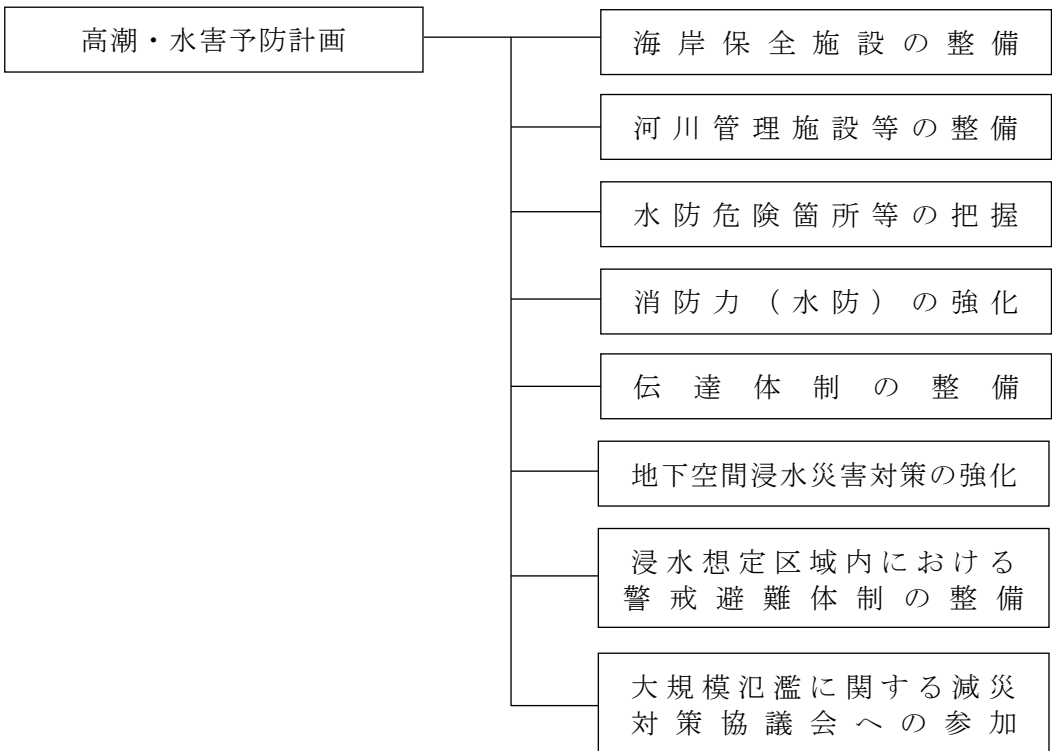 高潮・水害予防計画
海岸保全施設の整備
河川管理施設等の整備
水防危険箇所等の把握
消防力（水防）の強化
伝達体制の整備
地下空間浸水災害対策の強化
浸水想定区域内における
警戒避難体制の整備
大規模氾濫に関する減災
対策協議会への参加